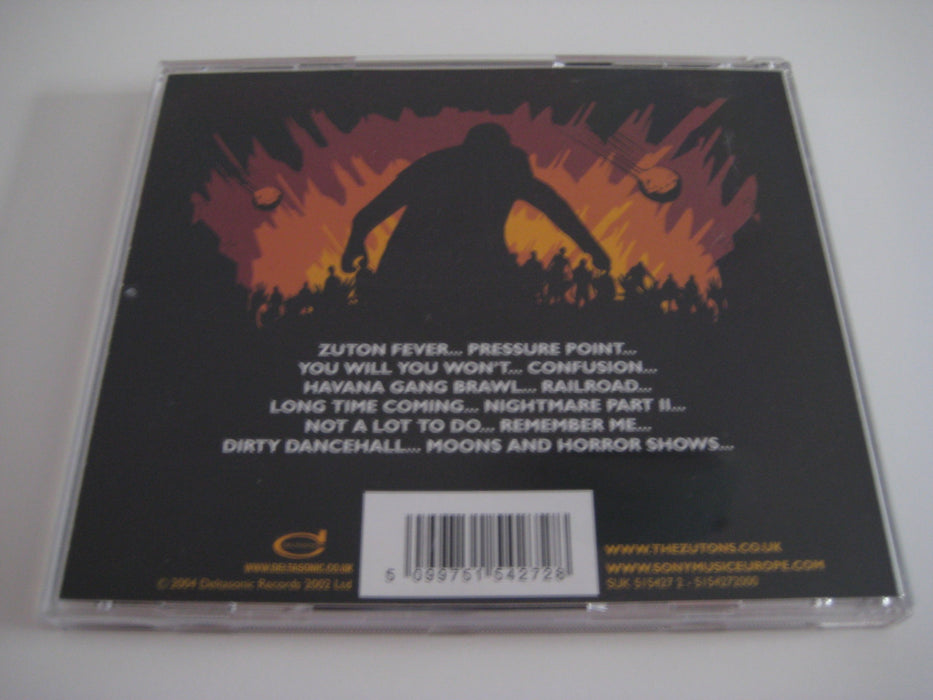 ZUTON FEVER... PRESSURE POINT...
YOU WILL YOU WON'T... CONFUSION...
HAVANA GANG BRAWL... RAILROAD...
LONG TIME COMING... NIGHTMARE PART II...
NOT A LOT TO DO... REMEMBER ME...
DIRTY DANCEHALL... MOONS AND HORROR SHOWS...
WWW.DELTASONIC.CO.UK
© 2004 Deltasonic Records 2002 Ltd
5 099751 542728
WWW.THEZUTONS.CO.UK
WWW.SONYMUSICEUROPE.COM
SUK 515427 2 - 5154272000